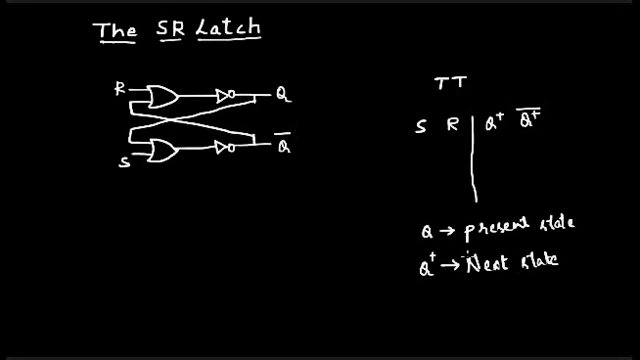 The SR Latch
R Q
Q̅
S
TT
S R Q⁺ Q̅⁺
Q → present state
Q⁺ → Next state